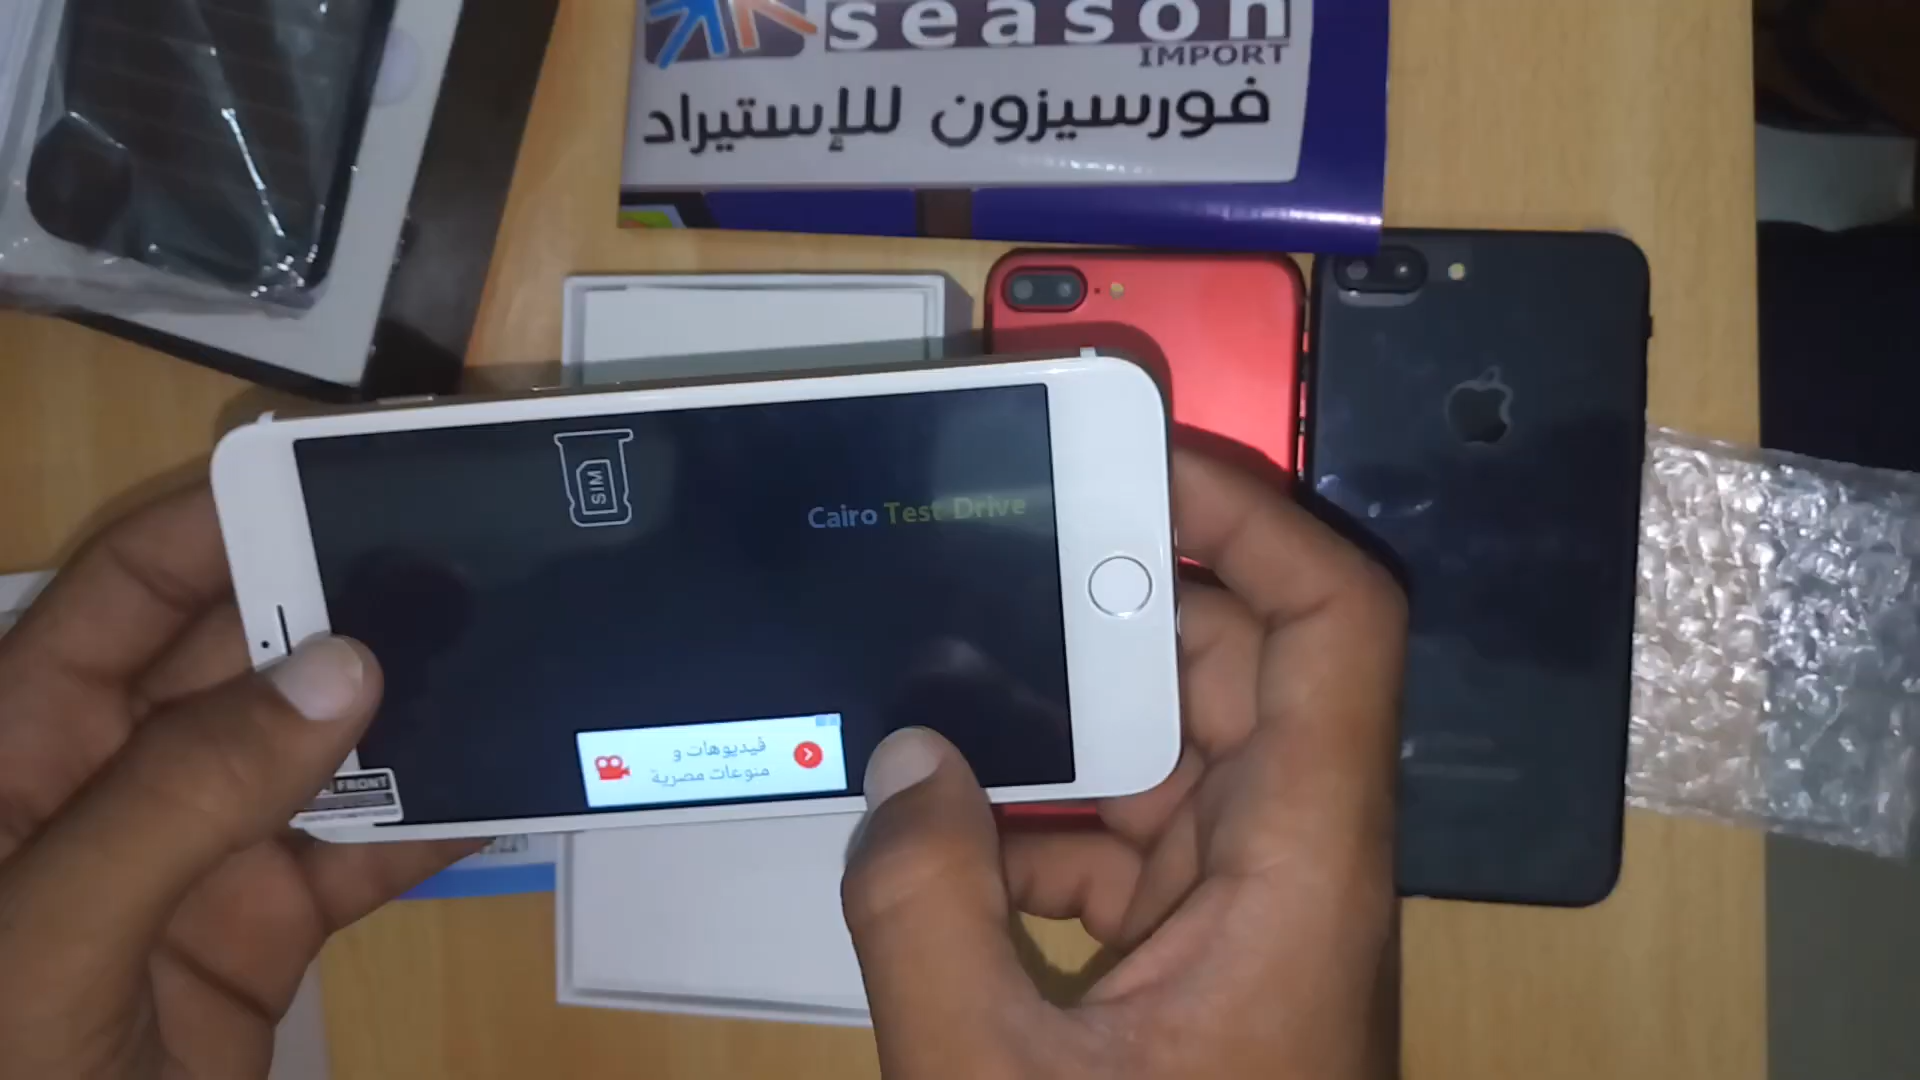 season
IMPORT
فورسيزون للإستيراد
SIM
Cairo Test Drive
فيديوهات و
منوعات مصرية
FRONT